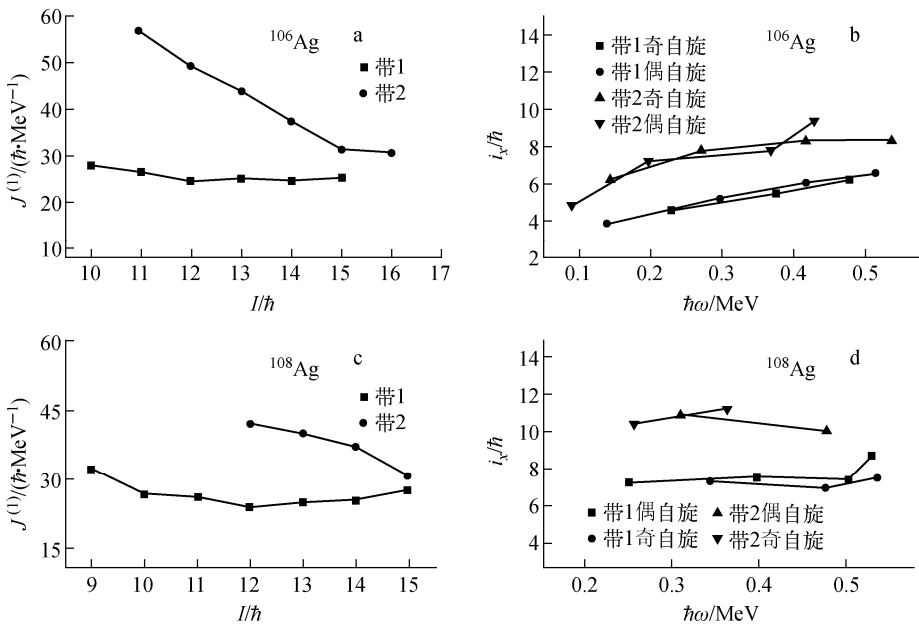 60
50
40
30
20
10
10 11 12 13 14 15 16 17
J⁽¹⁾/(ħ·MeV⁻¹)
I/ħ
¹⁰⁶Ag a
带1
带2
14
12
10
8
6
4
2
0.1 0.2 0.3 0.4 0.5
iₓ/ħ
ħω/MeV
¹⁰⁶Ag b
带1奇自旋
带1偶自旋
带2奇自旋
带2偶自旋
60
45
30
15
9 10 11 12 13 14 15
J⁽¹⁾/(ħ·MeV⁻¹)
I/ħ
¹⁰⁸Ag c
带1
带2
14
12
10
8
6
4
0.2 0.3 0.4 0.5
iₓ/ħ
ħω/MeV
¹⁰⁸Ag d
带1偶自旋 带2偶自旋
带1奇自旋 带2奇自旋